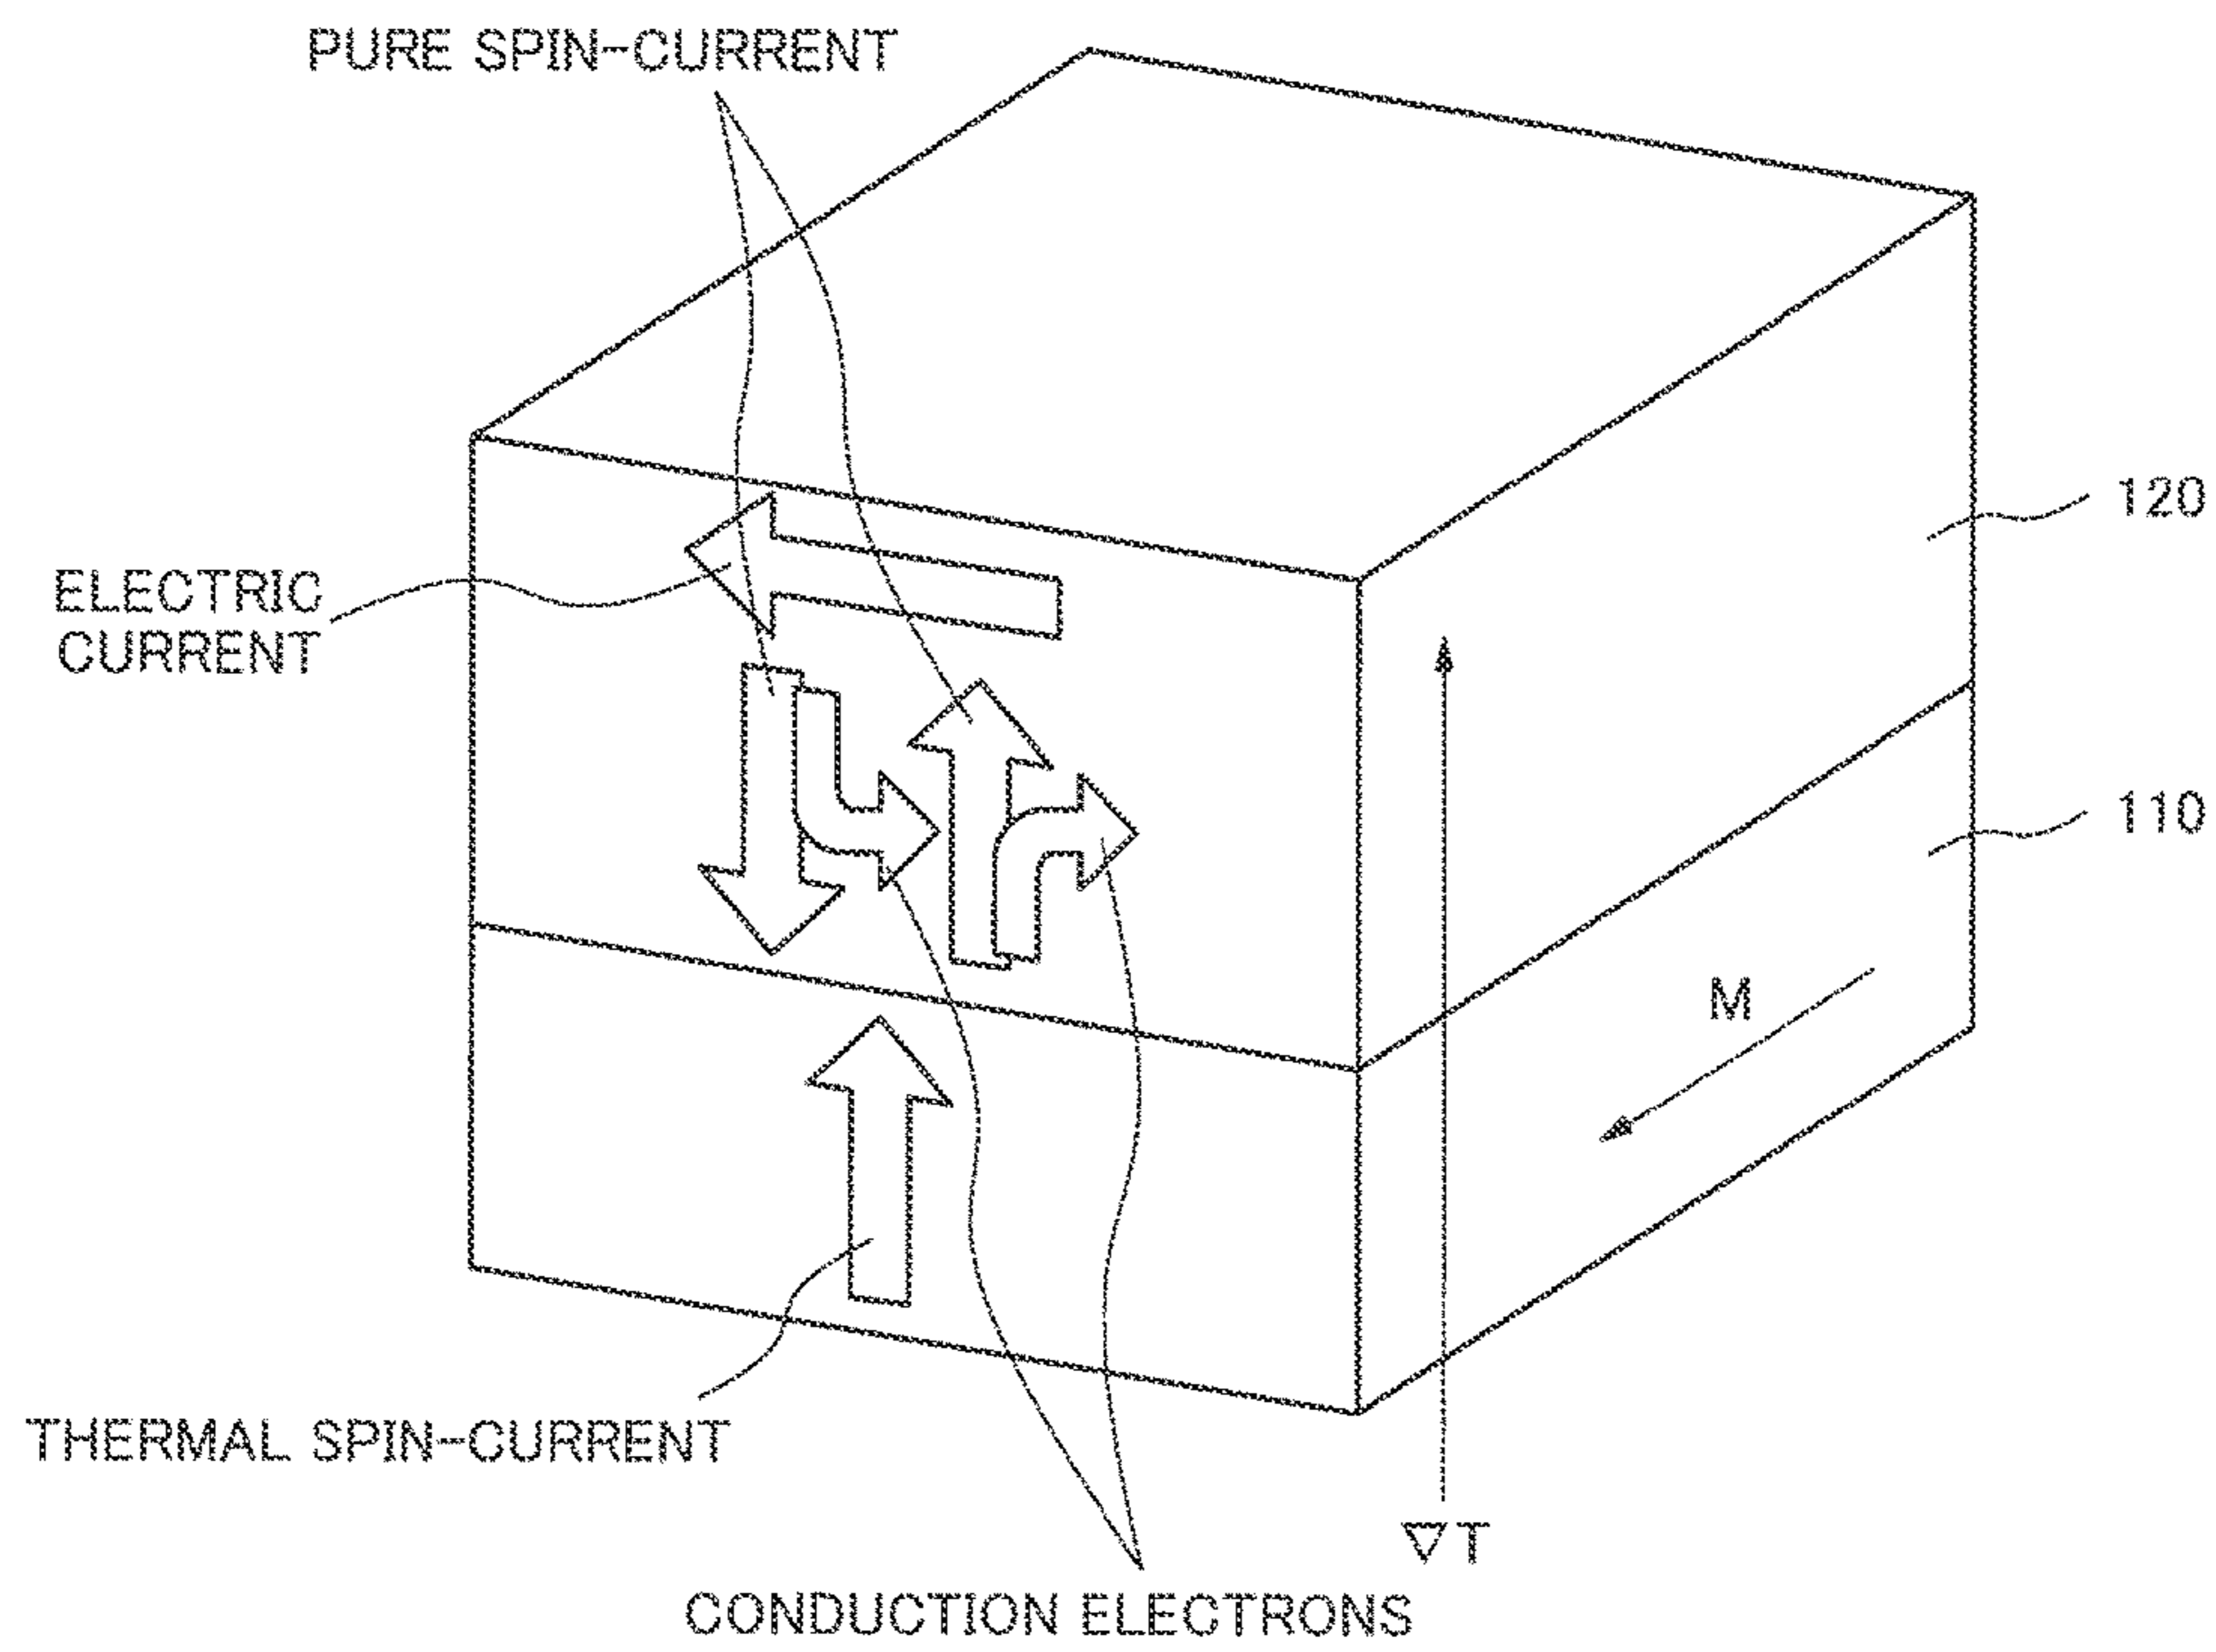 PURE SPIN-CURRENT
120
ELECTRIC
CURRENT
110
M
THERMAL SPIN-CURRENT
▽T
CONDUCTION ELECTRONS